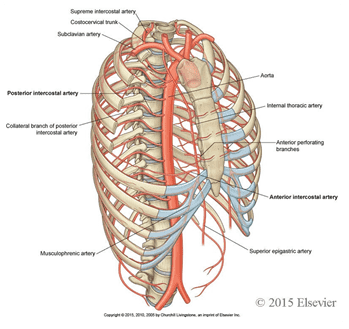 Supreme intercostal artery
Costocervical trunk
Subclavian artery
Aorta
Posterior intercostal artery
Internal thoracic artery
Collateral branch of posterior
intercostal artery
Anterior perforating
branches
Anterior intercostal artery
Musculophrenic artery
Superior epigastric artery
© 2015 Elsevier
Copyright © 2015, 2010, 2005 by Churchill Livingstone, an imprint of Elsevier Inc.